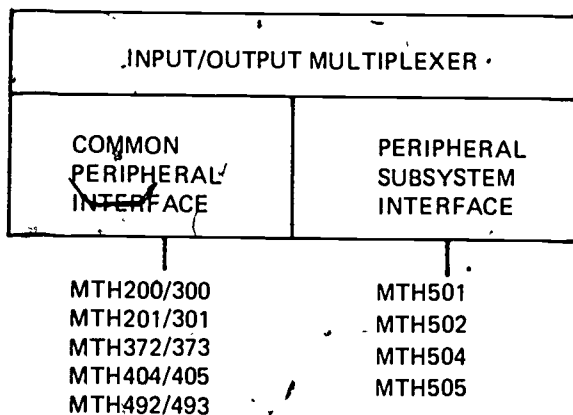 INPUT/OUTPUT MULTIPLEXER
COMMON
PERIPHERAL
INTERFACE
PERIPHERAL
SUBSYSTEM
INTERFACE
MTH200/300
MTH201/301
MTH372/373
MTH404/405
MTH492/493
MTH501
MTH502
MTH504
MTH505